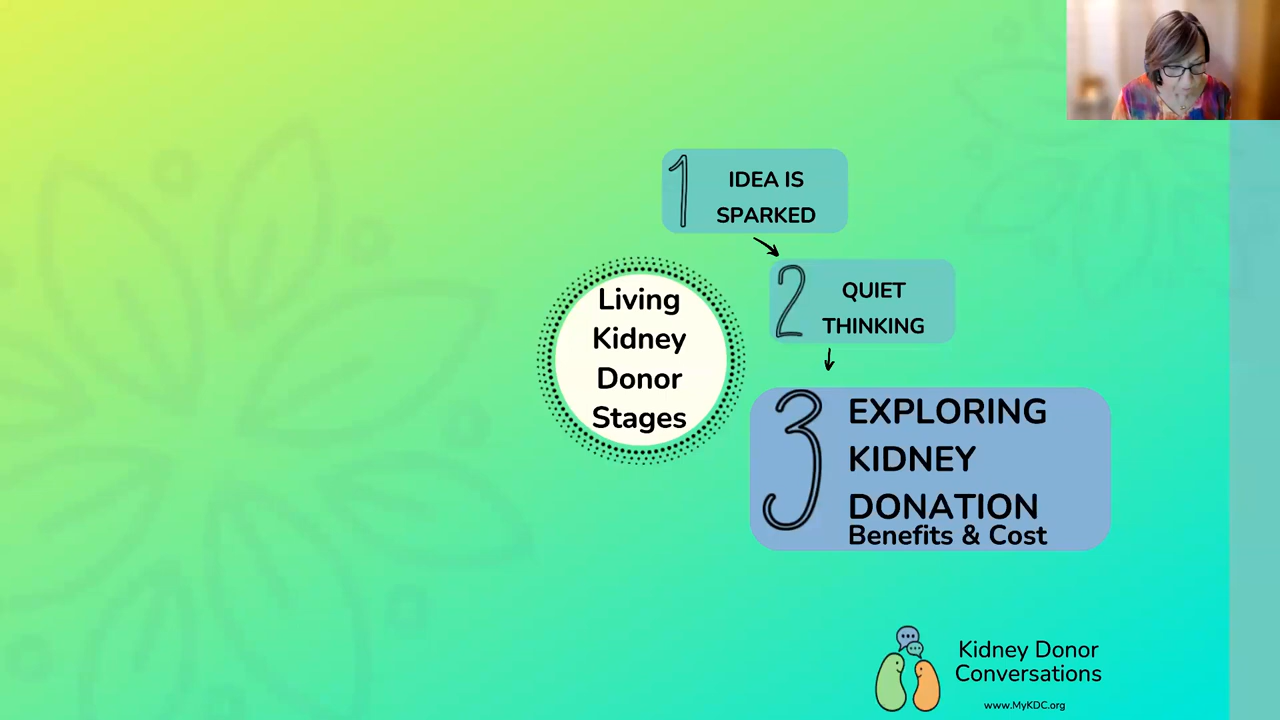 1
IDEA IS
SPARKED
2
QUIET
THINKING
Living
Kidney
Donor
Stages
3
EXPLORING
KIDNEY
DONATION
Benefits & Cost
Kidney Donor
Conversations
www.MyKDC.org